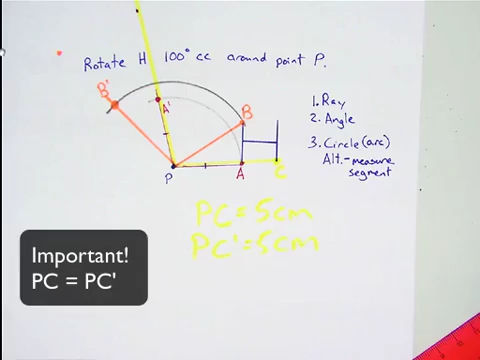 Rotate H 100° cc around point P.
B'
A'
B
1. Ray
2. Angle
3. Circle (arc)
Alt. - measure
segment
P
A
C
PC = 5cm
PC' = 5cm
Important!
PC = PC'